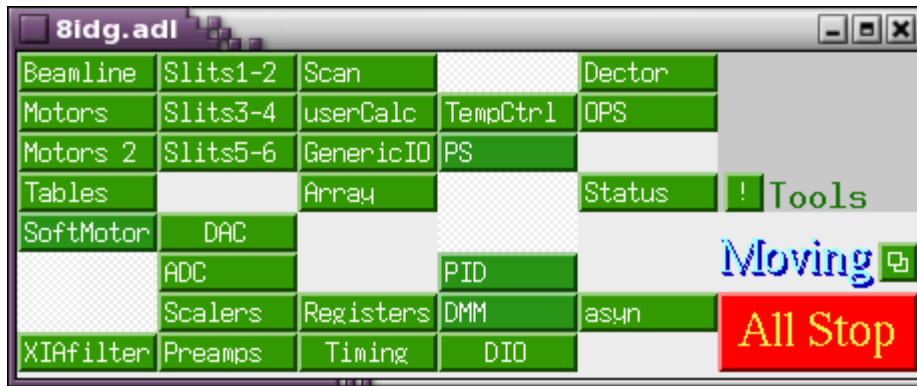 8idg.adl
Beamline Slits1-2 Scan Dector
Motors Slits3-4 userCalc TempCtrl OPS
Motors 2 Slits5-6 GenericIO PS
Tables Array Status ! Tools
SoftMotor DAC
ADC PID Moving
Scalers Registers DMM asyn
All Stop
XIAfilter Preamps Timing DIO